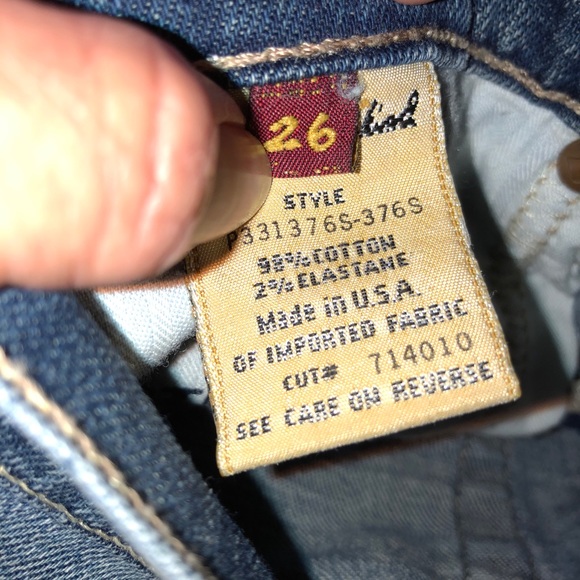 26
STYLE
P331376S-376S
98% COTTON
2% ELASTANE
Made in U.S.A.
OF IMPORTED FABRIC
CUT# 714010
SEE CARE ON REVERSE